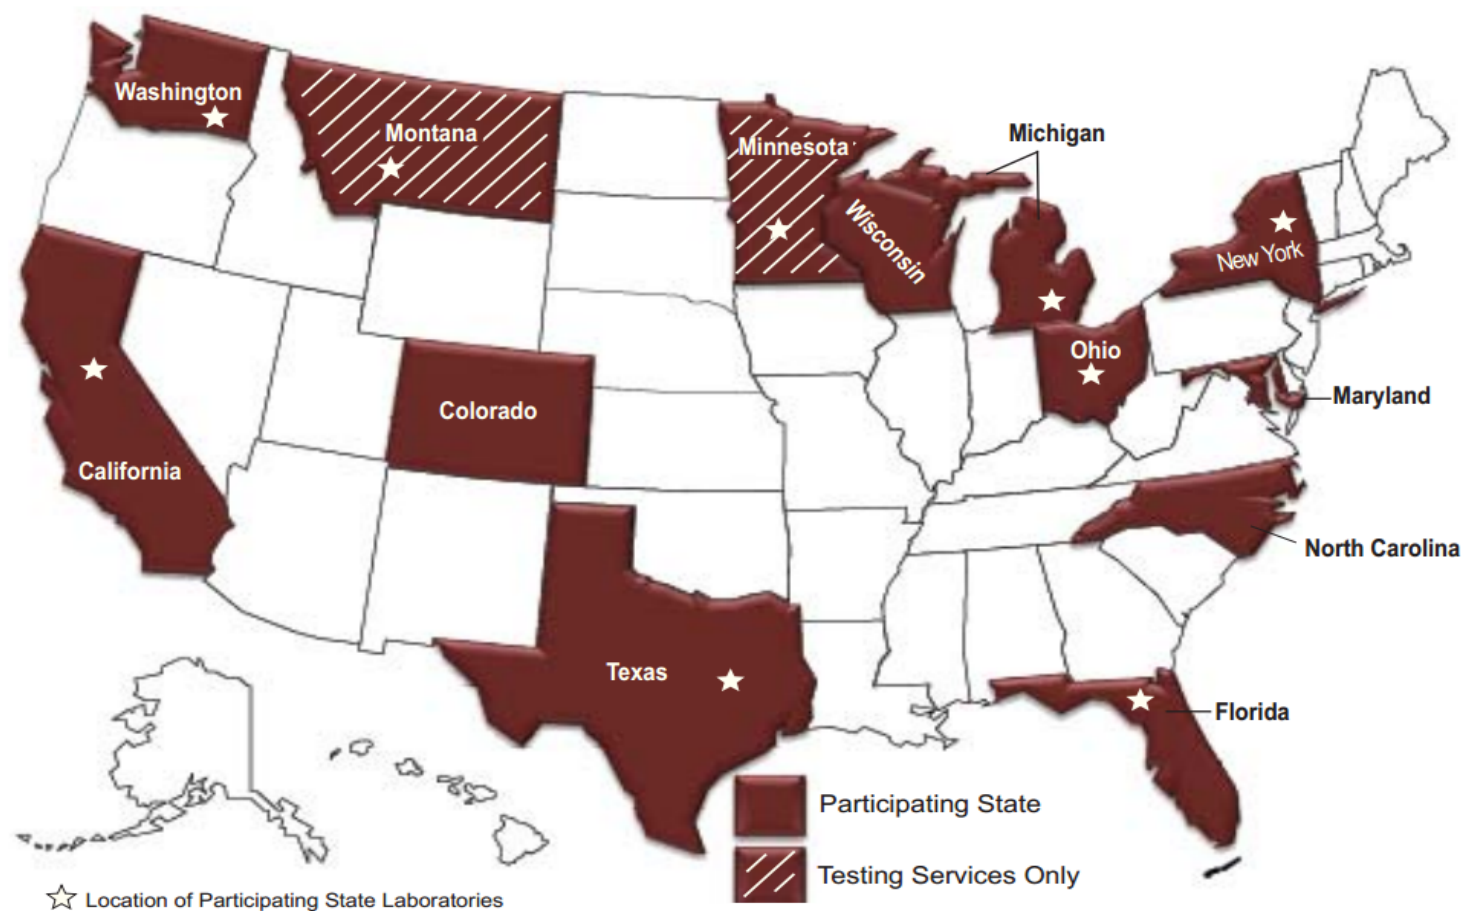 Washington
Montana
Minnesota
Michigan
Wisconsin
New York
Ohio
Maryland
Colorado
California
North Carolina
Texas
Florida
Participating State
Testing Services Only
Location of Participating State Laboratories